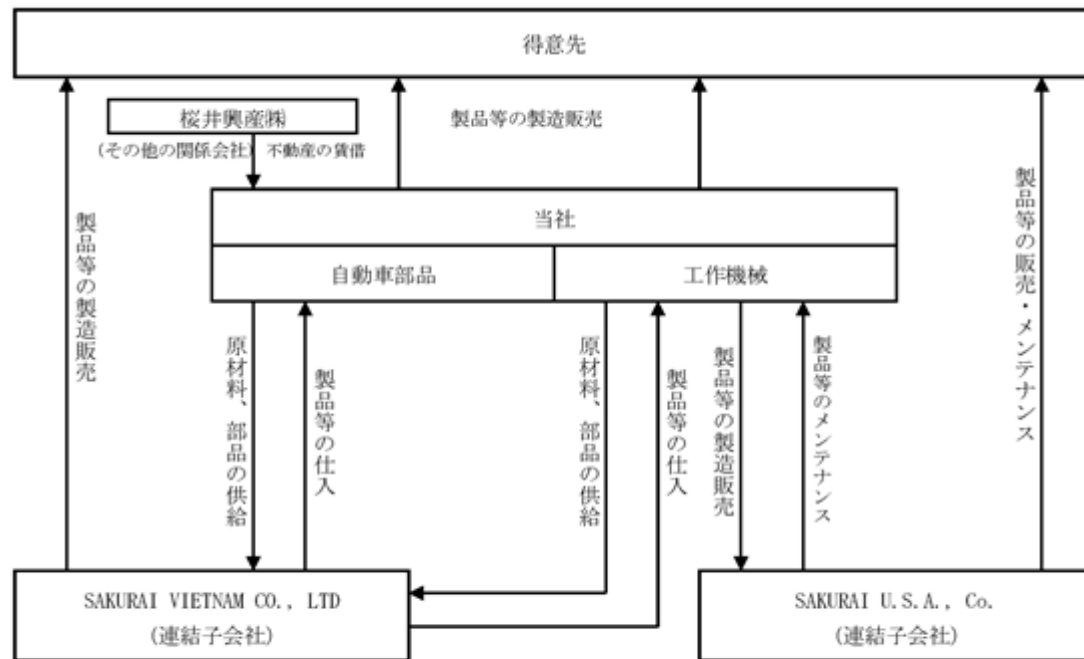 得意先
桜井興産㈱
(その他の関係会社)
不動産の賃借
製品等の製造販売
当社
自動車部品
工作機械
製品等の製造販売
原材料、部品の供給
製品等の仕入
原材料、部品の供給
製品等の仕入
製品等の製造販売
製品等のメンテナンス
製品等の販売・メンテナンス
SAKURAI VIETNAM CO., LTD
(連結子会社)
SAKURAI U.S.A., Co.
(連結子会社)